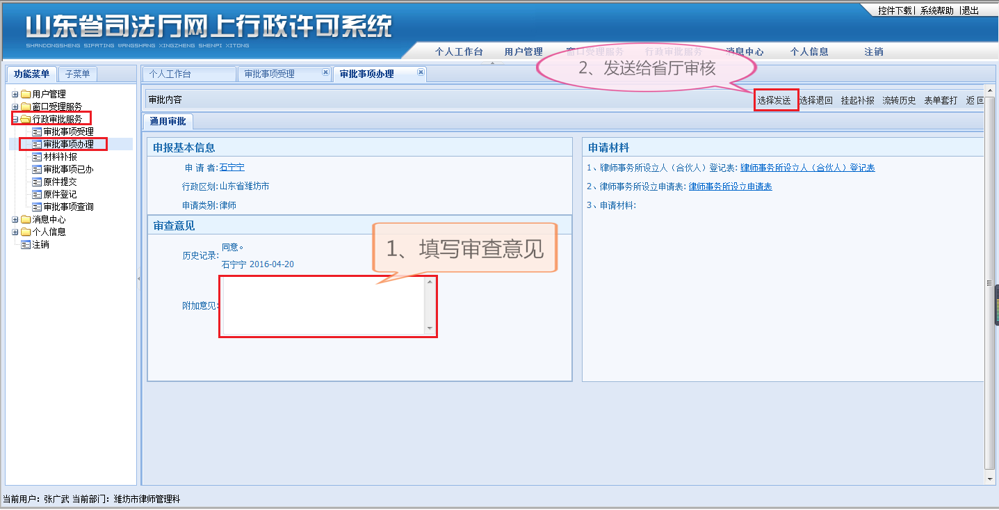 控件下载| 系统帮助 |退出
山东省司法厅网上行政许可系统
SHANDONGSHENG SIFATING WANGSHANG XINGZHENG SHENPI XITONG
个人工作台 用户管理 窗口受理服务 行政审批服务 消息中心 个人信息 注销
2、发送给省厅审核
功能菜单 子菜单
个人工作台 审批事项受理 审批事项办理
用户管理
窗口受理服务
行政审批服务
审批事项受理
审批事项办理
材料补报
审批事项已办
原件提交
原件登记
审批事项查询
消息中心
个人信息
注销
审批内容
选择发送 选择退回 挂起补报 流转历史 表单套打 返 回
通用审批
申报基本信息
申 请 者:石宁宁
行政区划:山东省潍坊市
申请类别:律师
审查意见
历史记录:
同意。
石宁宁 2016-04-20
1、填写审查意见
附加意见:
申请材料
1、律师事务所设立人（合伙人）登记表: 律师事务所设立人（合伙人）登记表
2、律师事务所设立申请表: 律师事务所设立申请表
3、申请材料:
当前用户：张广武 当前部门：潍坊市律师管理科